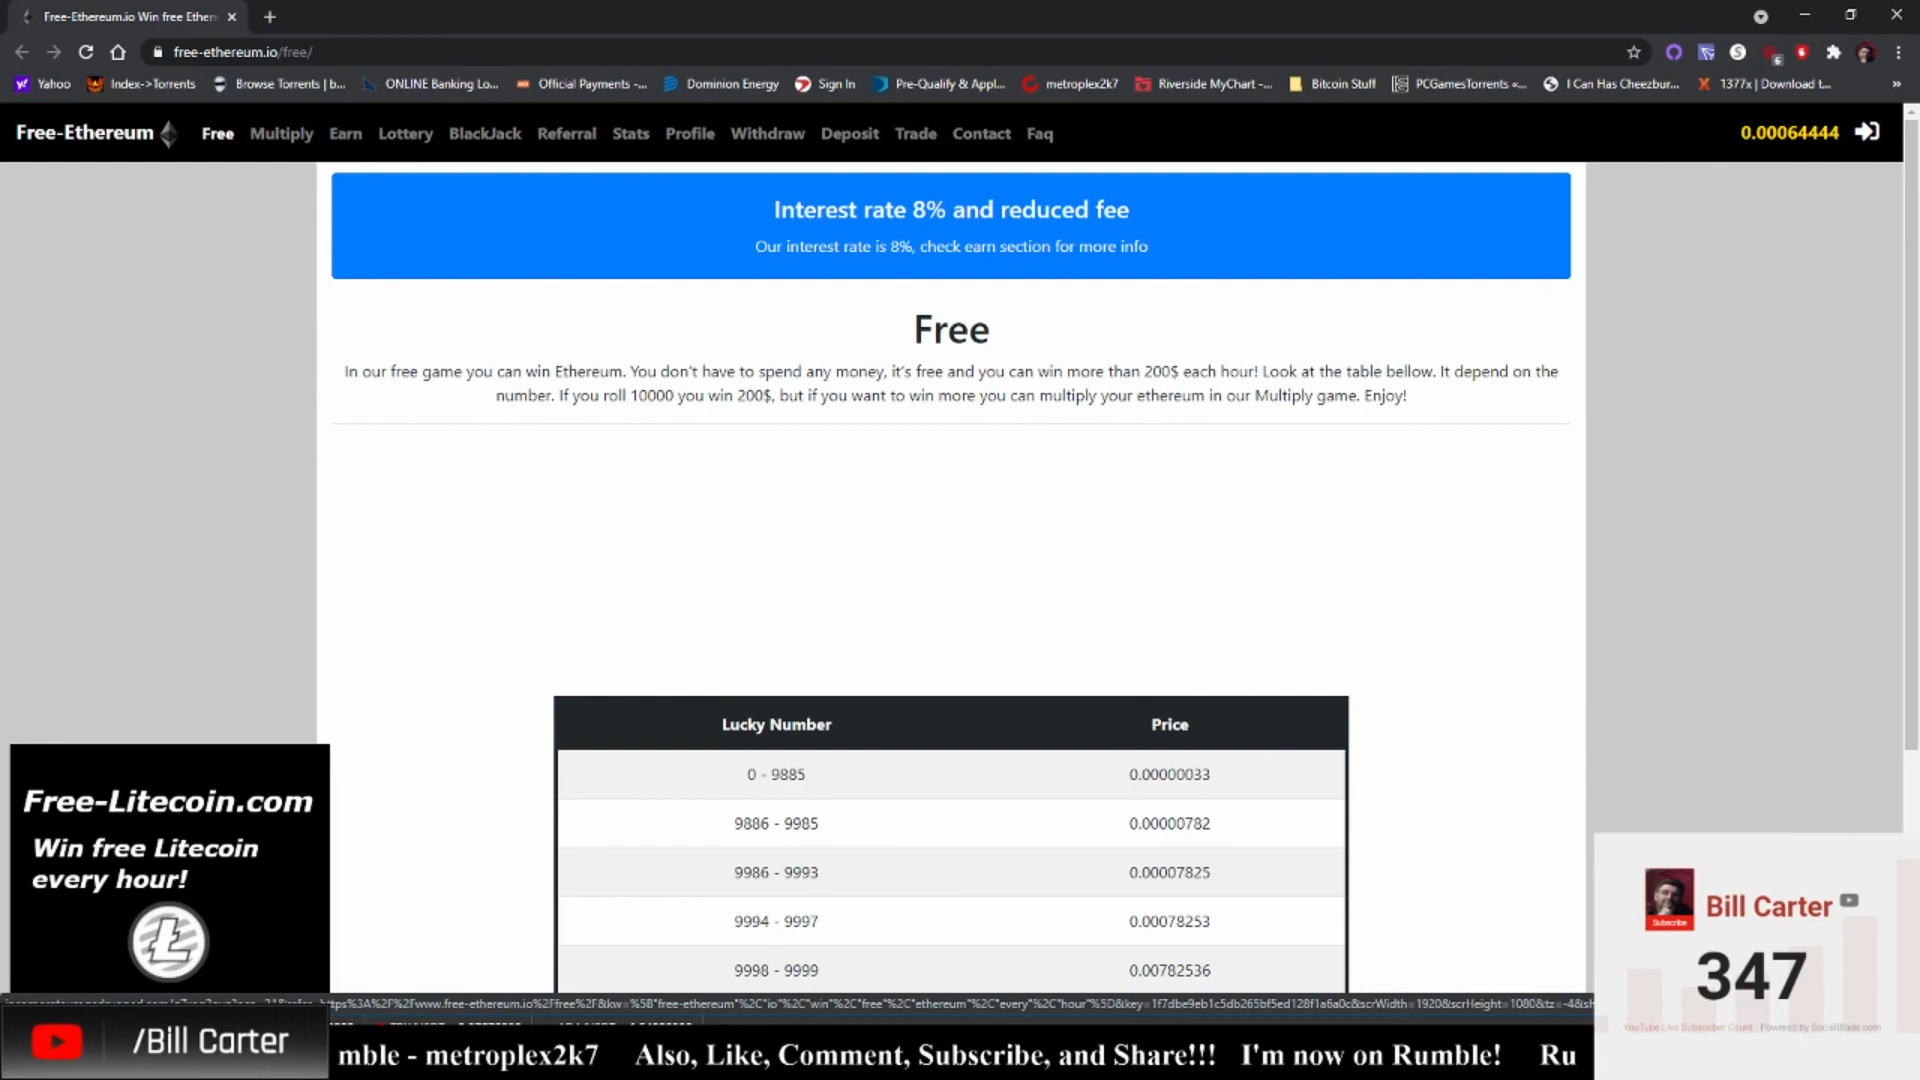 Free-Ethereum.io Win free Ether
free-ethereum.io/free/
Yahoo Index->Torrents Browse Torrents | b... ONLINE Banking Lo... Official Payments -... Dominion Energy Sign In Pre-Qualify & Appl... metroplex2k7 Riverside MyChart -... Bitcoin Stuff PCGamesTorrents «... I Can Has Cheezbur... 1377x | Download t... »
Free-Ethereum Free Multiply Earn Lottery BlackJack Referral Stats Profile Withdraw Deposit Trade Contact Faq 0.00064444
Interest rate 8% and reduced fee
Our interest rate is 8%, check earn section for more info
Free
In our free game you can win Ethereum. You don't have to spend any money, it's free and you can win more than 200$ each hour! Look at the table bellow. It depend on the
number. If you roll 10000 you win 200$, but if you want to win more you can multiply your ethereum in our Multiply game. Enjoy!
Lucky Number Price
0 - 9885 0.00000033
9886 - 9985 0.00000782
9986 - 9993 0.00007825
9994 - 9997 0.00078253
9998 - 9999 0.00782536
Free-Litecoin.com
Win free Litecoin
every hour!
Subscribe
Bill Carter
347
YouTube Live Subscriber Count - Powered by SocialBlade.com
/Bill Carter
mble - metroplex2k7 Also, Like, Comment, Subscribe, and Share!!! I'm now on Rumble! Ru